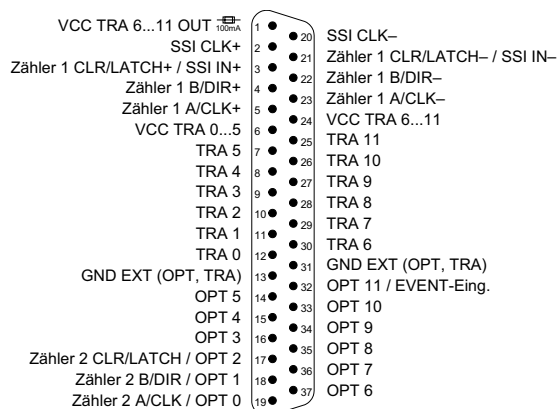 VCC TRA 6...11 OUT 100mA 1
SSI CLK+ 2
Zähler 1 CLR/LATCH+ / SSI IN+ 3
Zähler 1 B/DIR+ 4
Zähler 1 A/CLK+ 5
VCC TRA 0...5 6
TRA 5 7
TRA 4 8
TRA 3 9
TRA 2 10
TRA 1 11
TRA 0 12
GND EXT (OPT, TRA) 13
OPT 5 14
OPT 4 15
OPT 3 16
Zähler 2 CLR/LATCH / OPT 2 17
Zähler 2 B/DIR / OPT 1 18
Zähler 2 A/CLK / OPT 0 19
20 SSI CLK–
21 Zähler 1 CLR/LATCH– / SSI IN–
22 Zähler 1 B/DIR–
23 Zähler 1 A/CLK–
24 VCC TRA 6...11
25 TRA 11
26 TRA 10
27 TRA 9
28 TRA 8
29 TRA 7
30 TRA 6
31 GND EXT (OPT, TRA)
32 OPT 11 / EVENT-Eing.
33 OPT 10
34 OPT 9
35 OPT 8
36 OPT 7
37 OPT 6